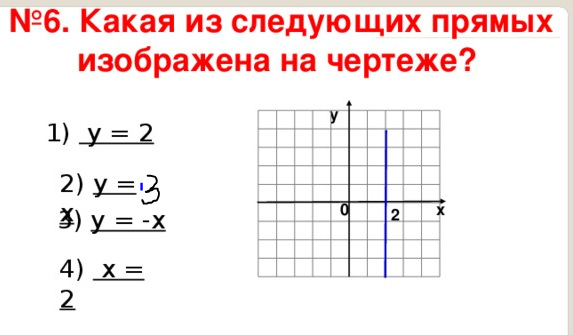 №6. Какая из следующих прямых
изображена на чертеже?
1) y = 2
2) y = 3
x
3) y = -x
4) x =
2
y
0
2
x